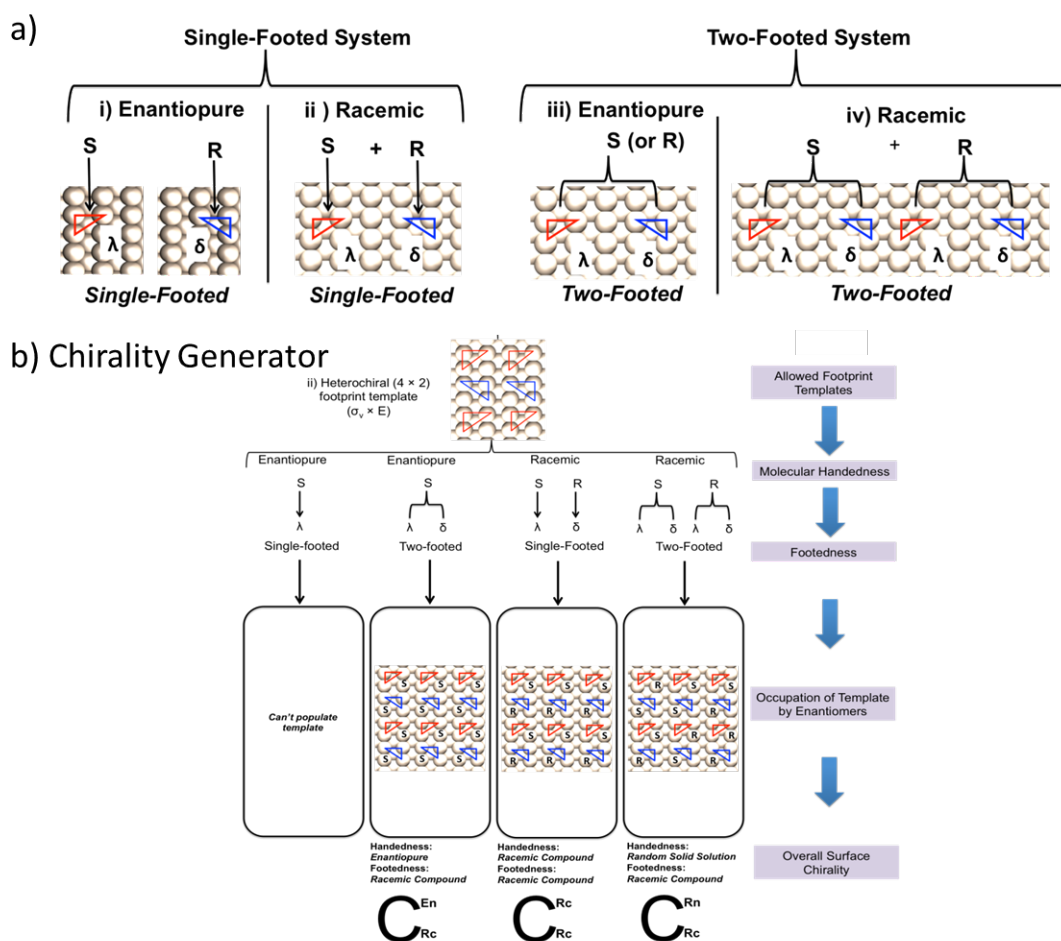 a)
Single-Footed System
Two-Footed System
i) Enantiopure
ii) Racemic
iii) Enantiopure
iv) Racemic
S
R
S + R
S (or R)
S + R
λ
δ
λ
δ
λ
δ
λ
δ
λ
δ
Single-Footed
Single-Footed
Two-Footed
Two-Footed
b) Chirality Generator
ii) Heterochiral (4 × 2)
footprint template
(σv × E)
Enantiopure
Enantiopure
Racemic
Racemic
S
S
S R
S R
λ
λ δ
λ δ
λ δ λ δ
Single-footed
Two-footed
Single-Footed
Two-Footed
Can't populate
template
S S S
S S S
S S S
S S S
S S S
R R R
S S S
R R R
R S S
S R S
S R R
R S R
Handedness:
Enantiopure
Footedness:
Racemic Compound
Handedness:
Racemic Compound
Footedness:
Racemic Compound
Handedness:
Random Solid Solution
Footedness:
Racemic Compound
C En Rc
C Rc Rc
C Rn Rc
Allowed Footprint
Templates
Molecular Handedness
Footedness
Occupation of Template
by Enantiomers
Overall Surface
Chirality